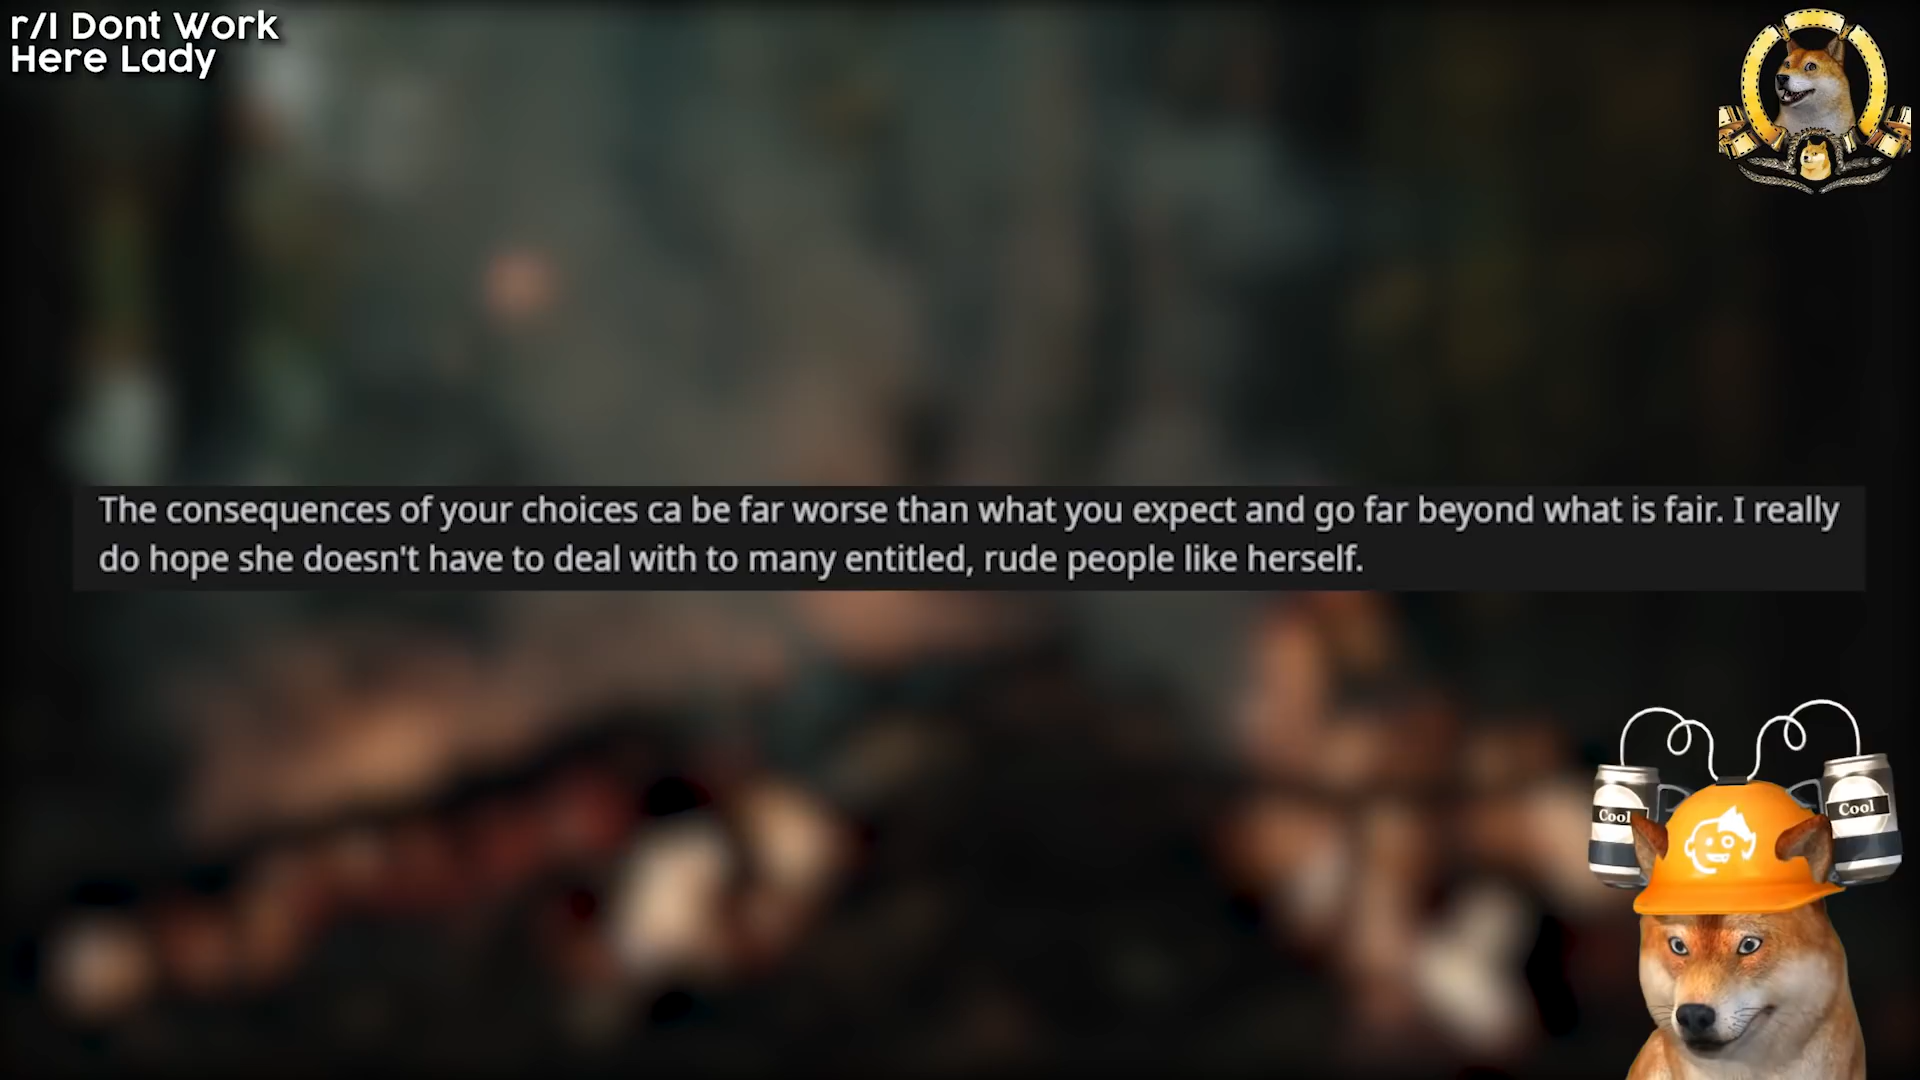 r/I Dont Work
Here Lady
The consequences of your choices ca be far worse than what you expect and go far beyond what is fair. I really
do hope she doesn't have to deal with to many entitled, rude people like herself.
Cool
Cool